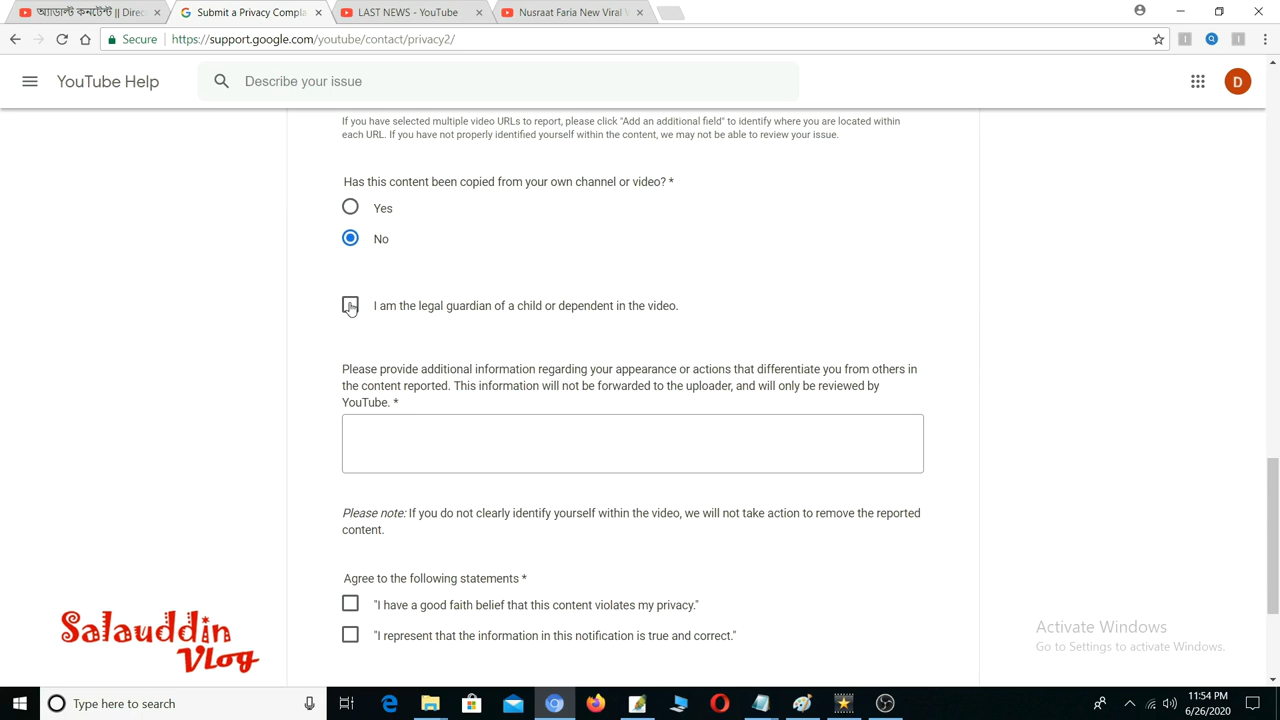 অ্যাডাল্ট কনটেন্ট || Direc
Submit a Privacy Compla
LAST NEWS - YouTube
Nusraat Faria New Viral
Secure
https://support.google.com/youtube/contact/privacy2/
YouTube Help
Describe your issue
D
If you have selected multiple video URLs to report, please click "Add an additional field" to identify where you are located within
each URL. If you have not properly identified yourself within the content, we may not be able to review your issue.
Has this content been copied from your own channel or video? *
Yes
No
I am the legal guardian of a child or dependent in the video.
Please provide additional information regarding your appearance or actions that differentiate you from others in
the content reported. This information will not be forwarded to the uploader, and will only be reviewed by
YouTube. *
Please note: If you do not clearly identify yourself within the video, we will not take action to remove the reported
content.
Agree to the following statements *
"I have a good faith belief that this content violates my privacy."
"I represent that the information in this notification is true and correct."
Salauddin
Vlog
Activate Windows
Go to Settings to activate Windows.
Type here to search
11:54 PM
6/26/2020